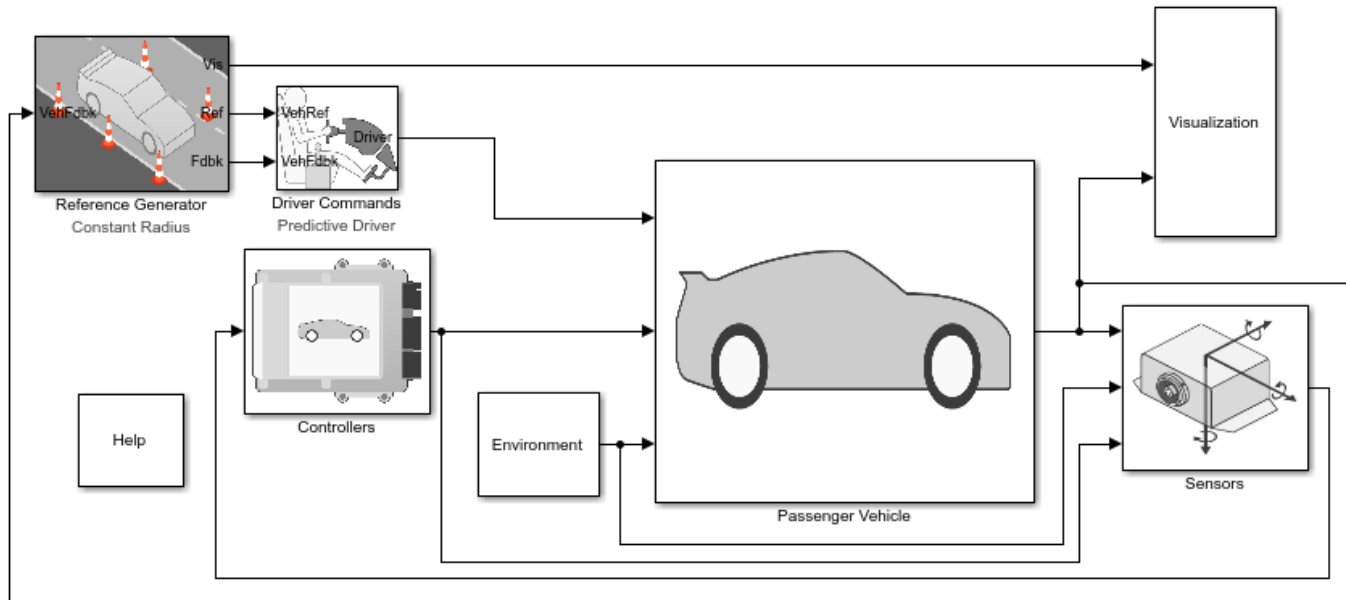 Vis
VehFdbk
Ref
Fdbk
Reference Generator
Constant Radius
VehRef
Driver
VehFdbk
Driver Commands
Predictive Driver
Visualization
Controllers
Help
Environment
Passenger Vehicle
Sensors